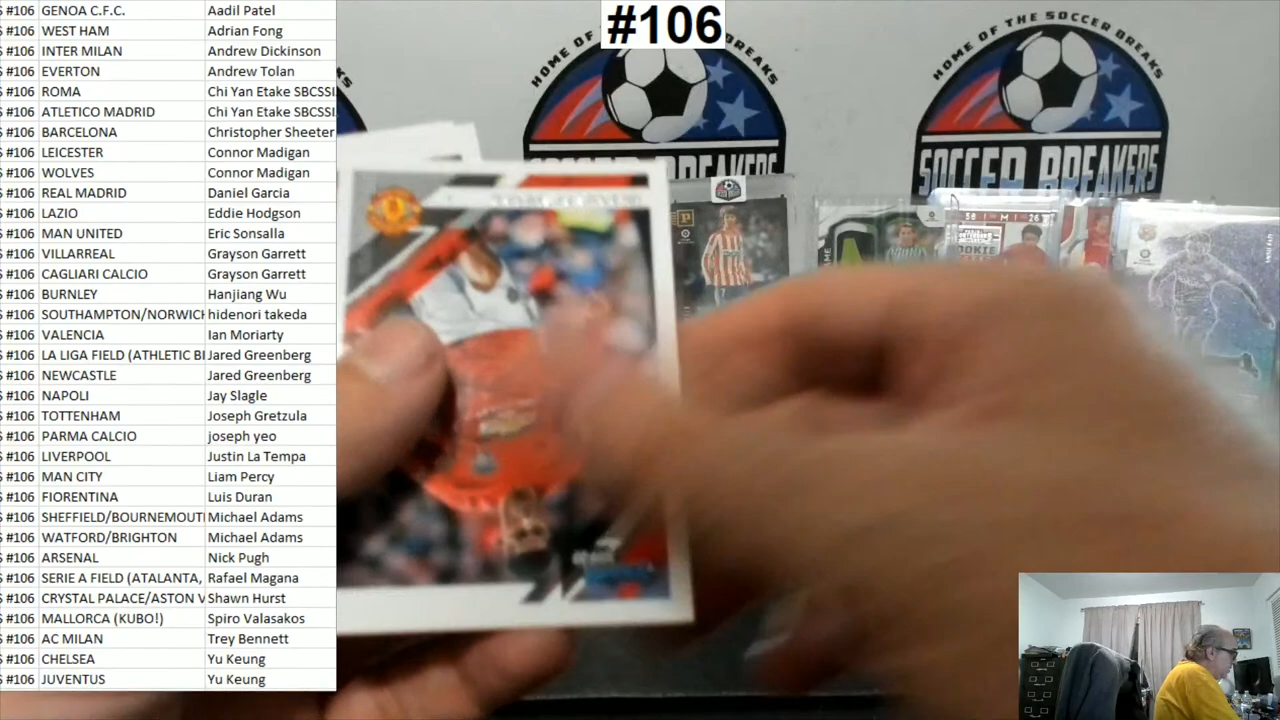 #106
$ #106 GENOA C.F.C. Aadil Patel
$ #106 WEST HAM Adrian Fong
$ #106 INTER MILAN Andrew Dickinson
$ #106 EVERTON Andrew Tolan
$ #106 ROMA Chi Yan Etake SBCSSI
$ #106 ATLETICO MADRID Chi Yan Etake SBCSSI
$ #106 BARCELONA Christopher Sheeter
$ #106 LEICESTER Connor Madigan
$ #106 WOLVES Connor Madigan
$ #106 REAL MADRID Daniel Garcia
$ #106 LAZIO Eddie Hodgson
$ #106 MAN UNITED Eric Sonsalla
$ #106 VILLARREAL Grayson Garrett
$ #106 CAGLIARI CALCIO Grayson Garrett
$ #106 BURNLEY Hanjiang Wu
$ #106 SOUTHAMPTON/NORWICH hidenori takeda
$ #106 VALENCIA Ian Moriarty
$ #106 LA LIGA FIELD (ATHLETIC BI Jared Greenberg
$ #106 NEWCASTLE Jared Greenberg
$ #106 NAPOLI Jay Slagle
$ #106 TOTTENHAM Joseph Gretzula
$ #106 PARMA CALCIO joseph yeo
$ #106 LIVERPOOL Justin La Tempa
$ #106 MAN CITY Liam Percy
$ #106 FIORENTINA Luis Duran
$ #106 SHEFFIELD/BOURNEMOUT Michael Adams
$ #106 WATFORD/BRIGHTON Michael Adams
$ #106 ARSENAL Nick Pugh
$ #106 SERIE A FIELD (ATALANTA, Rafael Magana
$ #106 CRYSTAL PALACE/ASTON V Shawn Hurst
$ #106 MALLORCA (KUBO!) Spiro Valasakos
$ #106 AC MILAN Trey Bennett
$ #106 CHELSEA Yu Keung
$ #106 JUVENTUS Yu Keung
HOME OF THE SOCCER BREAKS
SOCCER BREAKERS
HOME OF THE SOCCER BREAKS
SOCCER BREAKERS